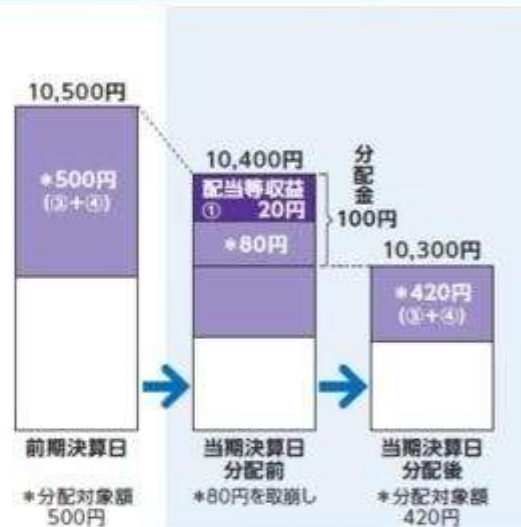 10,500円
*500円
(③+④)
前期決算日
*分配対象額
500円
10,400円
配当等収益
① 20円
*80円
分配金
100円
当期決算日
分配前
*80円を取崩し
10,300円
*420円
(③+④)
当期決算日
分配後
*分配対象額
420円